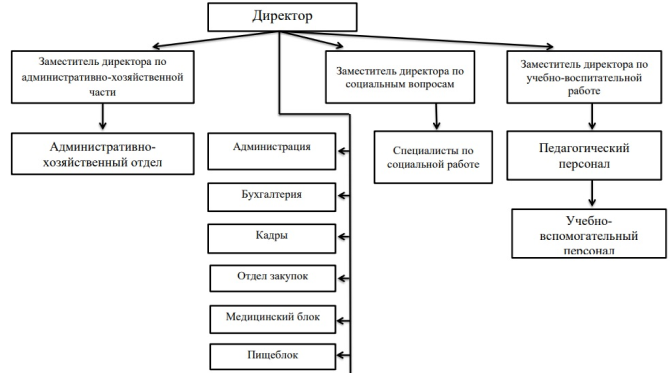 Директор
Заместитель директора по
административно-хозяйственной
части
Заместитель директора по
социальным вопросам
Заместитель директора по
учебно-воспитательной
работе
Административно-
хозяйственный отдел
Администрация
Специалисты по
социальной работе
Педагогический
персонал
Бухгалтерия
Учебно-
вспомогательный
персонал
Кадры
Отдел закупок
Медицинский блок
Пищеблок